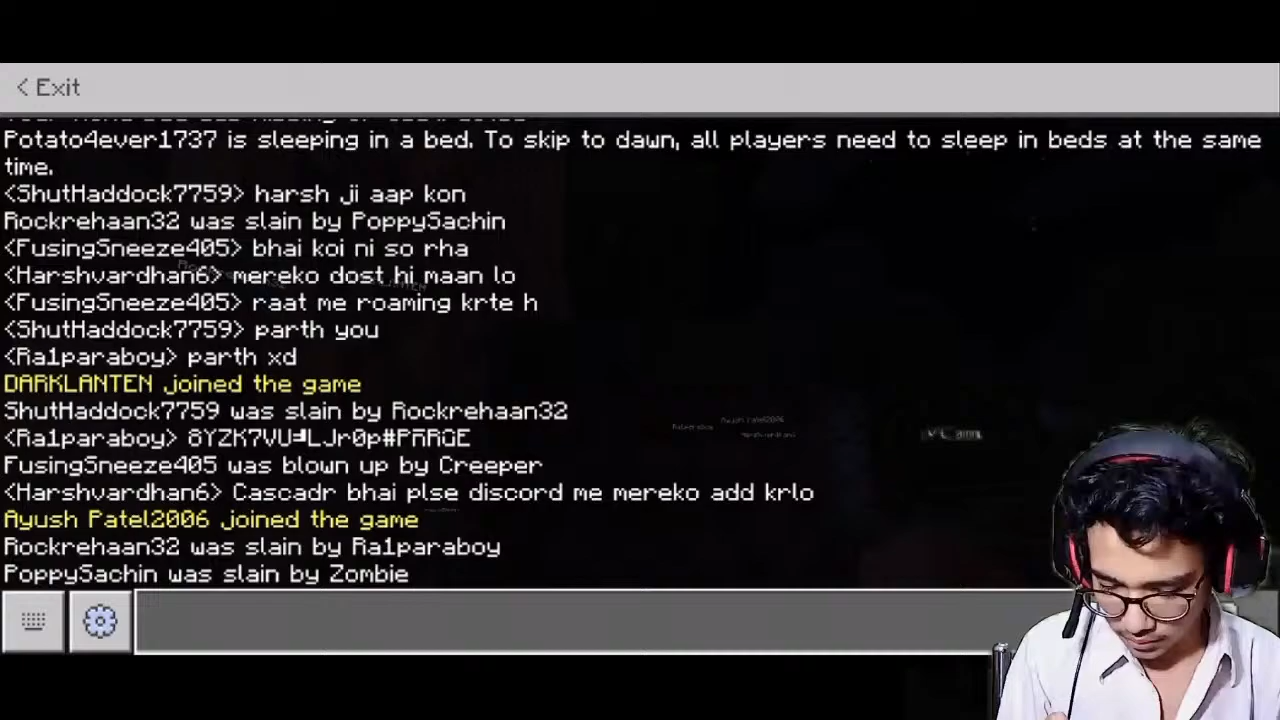 < Exit
Potato4ever1737 is sleeping in a bed. To skip to dawn, all players need to sleep in beds at the same
time.
<ShutHaddock7759> harsh ji aap kon
Rockrehaan32 was slain by PoppySachin
<FusingSneeze405> bhai koi ni so rha
<Harshvardhan6> mereko dost hi maan lo
<FusingSneeze405> raat me roaming krte h
<ShutHaddock7759> parth you
<Ra1paraboy> parth xd
DARKLANTEN joined the game
ShutHaddock7759 was slain by Rockrehaan32
<Ra1paraboy>
FusingSneeze405 was blown up by Creeper
<Harshvardhan6> Cascadr bhai plse discord me mereko add krlo
Ayush Patel2006 joined the game
Rockrehaan32 was slain by Ra1paraboy
PoppySachin was slain by Zombie